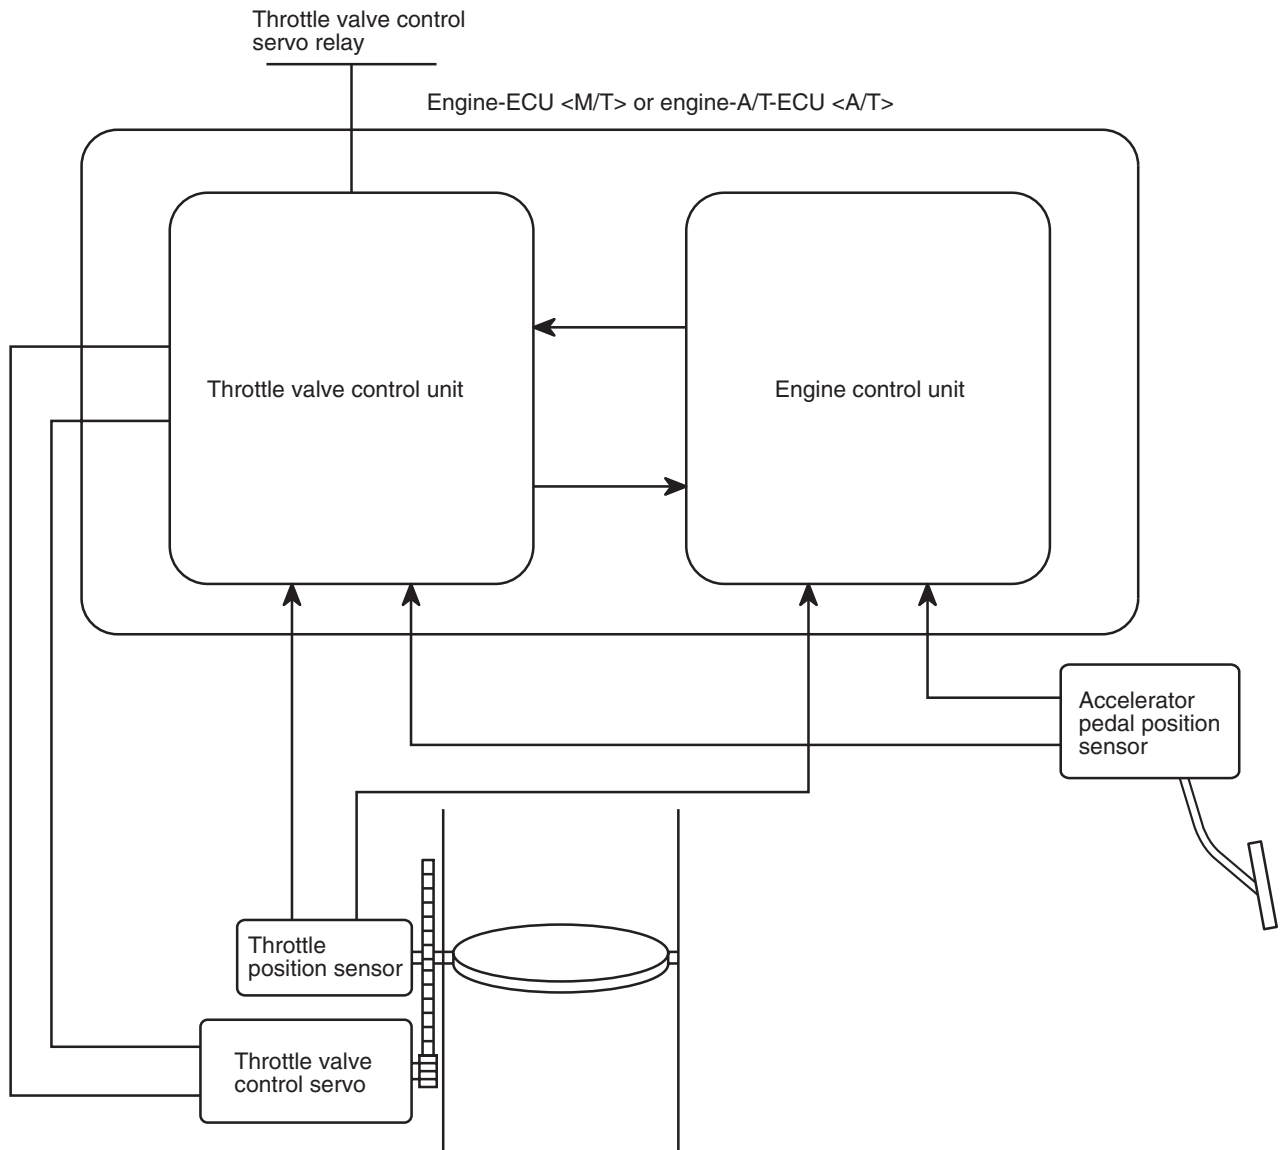 Throttle valve control
servo relay
Engine-ECU <M/T> or engine-A/T-ECU <A/T>
Throttle valve control unit
Engine control unit
Accelerator
pedal position
sensor
Throttle
position sensor
Throttle valve
control servo